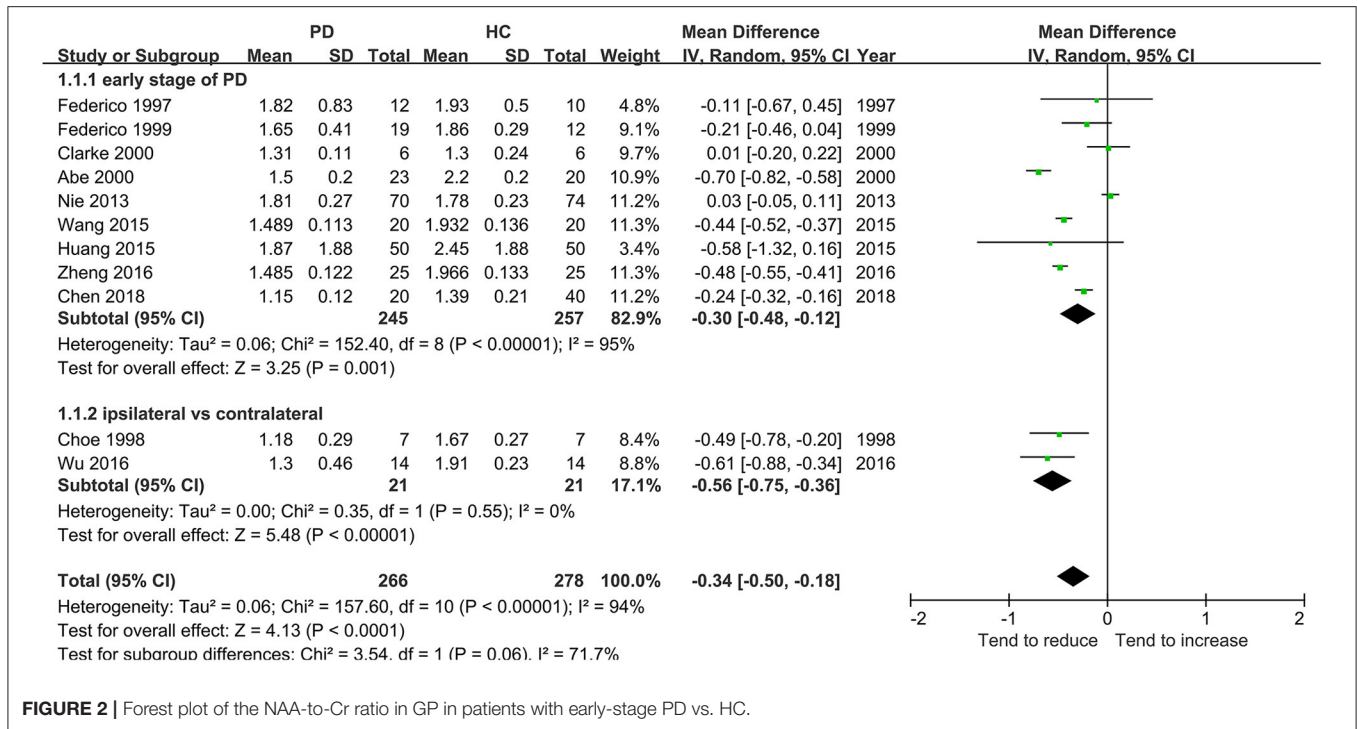 PD HC Mean Difference Mean Difference
Study or Subgroup Mean SD Total Mean SD Total Weight IV, Random, 95% CI Year IV, Random, 95% CI
1.1.1 early stage of PD
Federico 1997 1.82 0.83 12 1.93 0.5 10 4.8% -0.11 [-0.67, 0.45] 1997
Federico 1999 1.65 0.41 19 1.86 0.29 12 9.1% -0.21 [-0.46, 0.04] 1999
Clarke 2000 1.31 0.11 6 1.3 0.24 6 9.7% 0.01 [-0.20, 0.22] 2000
Abe 2000 1.5 0.2 23 2.2 0.2 20 10.9% -0.70 [-0.82, -0.58] 2000
Nie 2013 1.81 0.27 70 1.78 0.23 74 11.2% 0.03 [-0.05, 0.11] 2013
Wang 2015 1.489 0.113 20 1.932 0.136 20 11.3% -0.44 [-0.52, -0.37] 2015
Huang 2015 1.87 1.88 50 2.45 1.88 50 3.4% -0.58 [-1.32, 0.16] 2015
Zheng 2016 1.485 0.122 25 1.966 0.133 25 11.3% -0.48 [-0.55, -0.41] 2016
Chen 2018 1.15 0.12 20 1.39 0.21 40 11.2% -0.24 [-0.32, -0.16] 2018
Subtotal (95% CI) 245 257 82.9% -0.30 [-0.48, -0.12]
Heterogeneity: Tau² = 0.06; Chi² = 152.40, df = 8 (P < 0.00001); I² = 95%
Test for overall effect: Z = 3.25 (P = 0.001)
1.1.2 ipsilateral vs contralateral
Choe 1998 1.18 0.29 7 1.67 0.27 7 8.4% -0.49 [-0.78, -0.20] 1998
Wu 2016 1.3 0.46 14 1.91 0.23 14 8.8% -0.61 [-0.88, -0.34] 2016
Subtotal (95% CI) 21 21 17.1% -0.56 [-0.75, -0.36]
Heterogeneity: Tau² = 0.00; Chi² = 0.35, df = 1 (P = 0.55); I² = 0%
Test for overall effect: Z = 5.48 (P < 0.00001)
Total (95% CI) 266 278 100.0% -0.34 [-0.50, -0.18]
Heterogeneity: Tau² = 0.06; Chi² = 157.60, df = 10 (P < 0.00001); I² = 94%
Test for overall effect: Z = 4.13 (P < 0.0001)
Test for subgroup differences: Chi² = 3.54, df = 1 (P = 0.06), I² = 71.7%
-2 -1 0 1 2
Tend to reduce Tend to increase
FIGURE 2 | Forest plot of the NAA-to-Cr ratio in GP in patients with early-stage PD vs. HC.